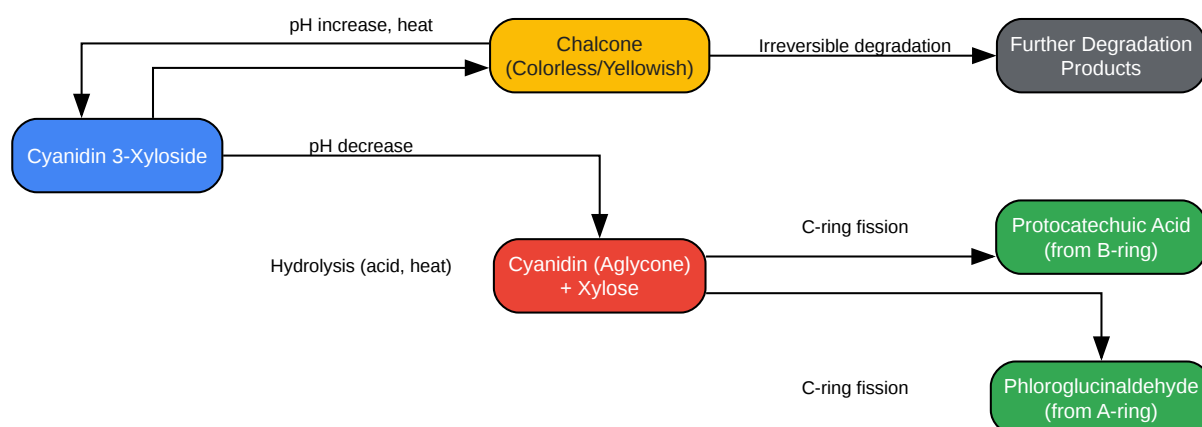 pH increase, heat
Chalcone
(Colorless/Yellowish)
Irreversible degradation
Further Degradation
Products
Cyanidin 3-Xyloside
pH decrease
Hydrolysis (acid, heat)
Cyanidin (Aglycone)
+ Xylose
C-ring fission
Protocatechuic Acid
(from B-ring)
C-ring fission
Phloroglucinaldehyde
(from A-ring)